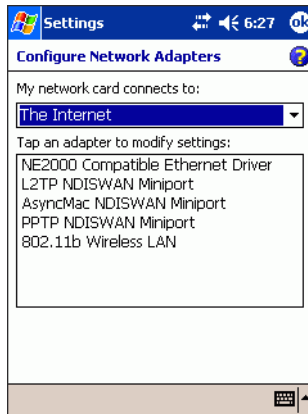 Settings 6:27 ok
Configure Network Adapters ?
My network card connects to:
The Internet
Tap an adapter to modify settings:
NE2000 Compatible Ethernet Driver
L2TP NDISWAN Miniport
AsyncMac NDISWAN Miniport
PPTP NDISWAN Miniport
802.11b Wireless LAN